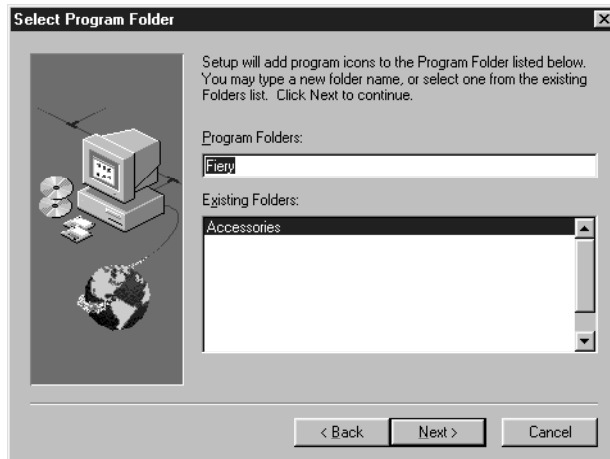 Select Program Folder
Setup will add program icons to the Program Folder listed below.
You may type a new folder name, or select one from the existing
Folders list. Click Next to continue.
Program Folders:
Fiery
Existing Folders:
Accessories
< Back
Next >
Cancel